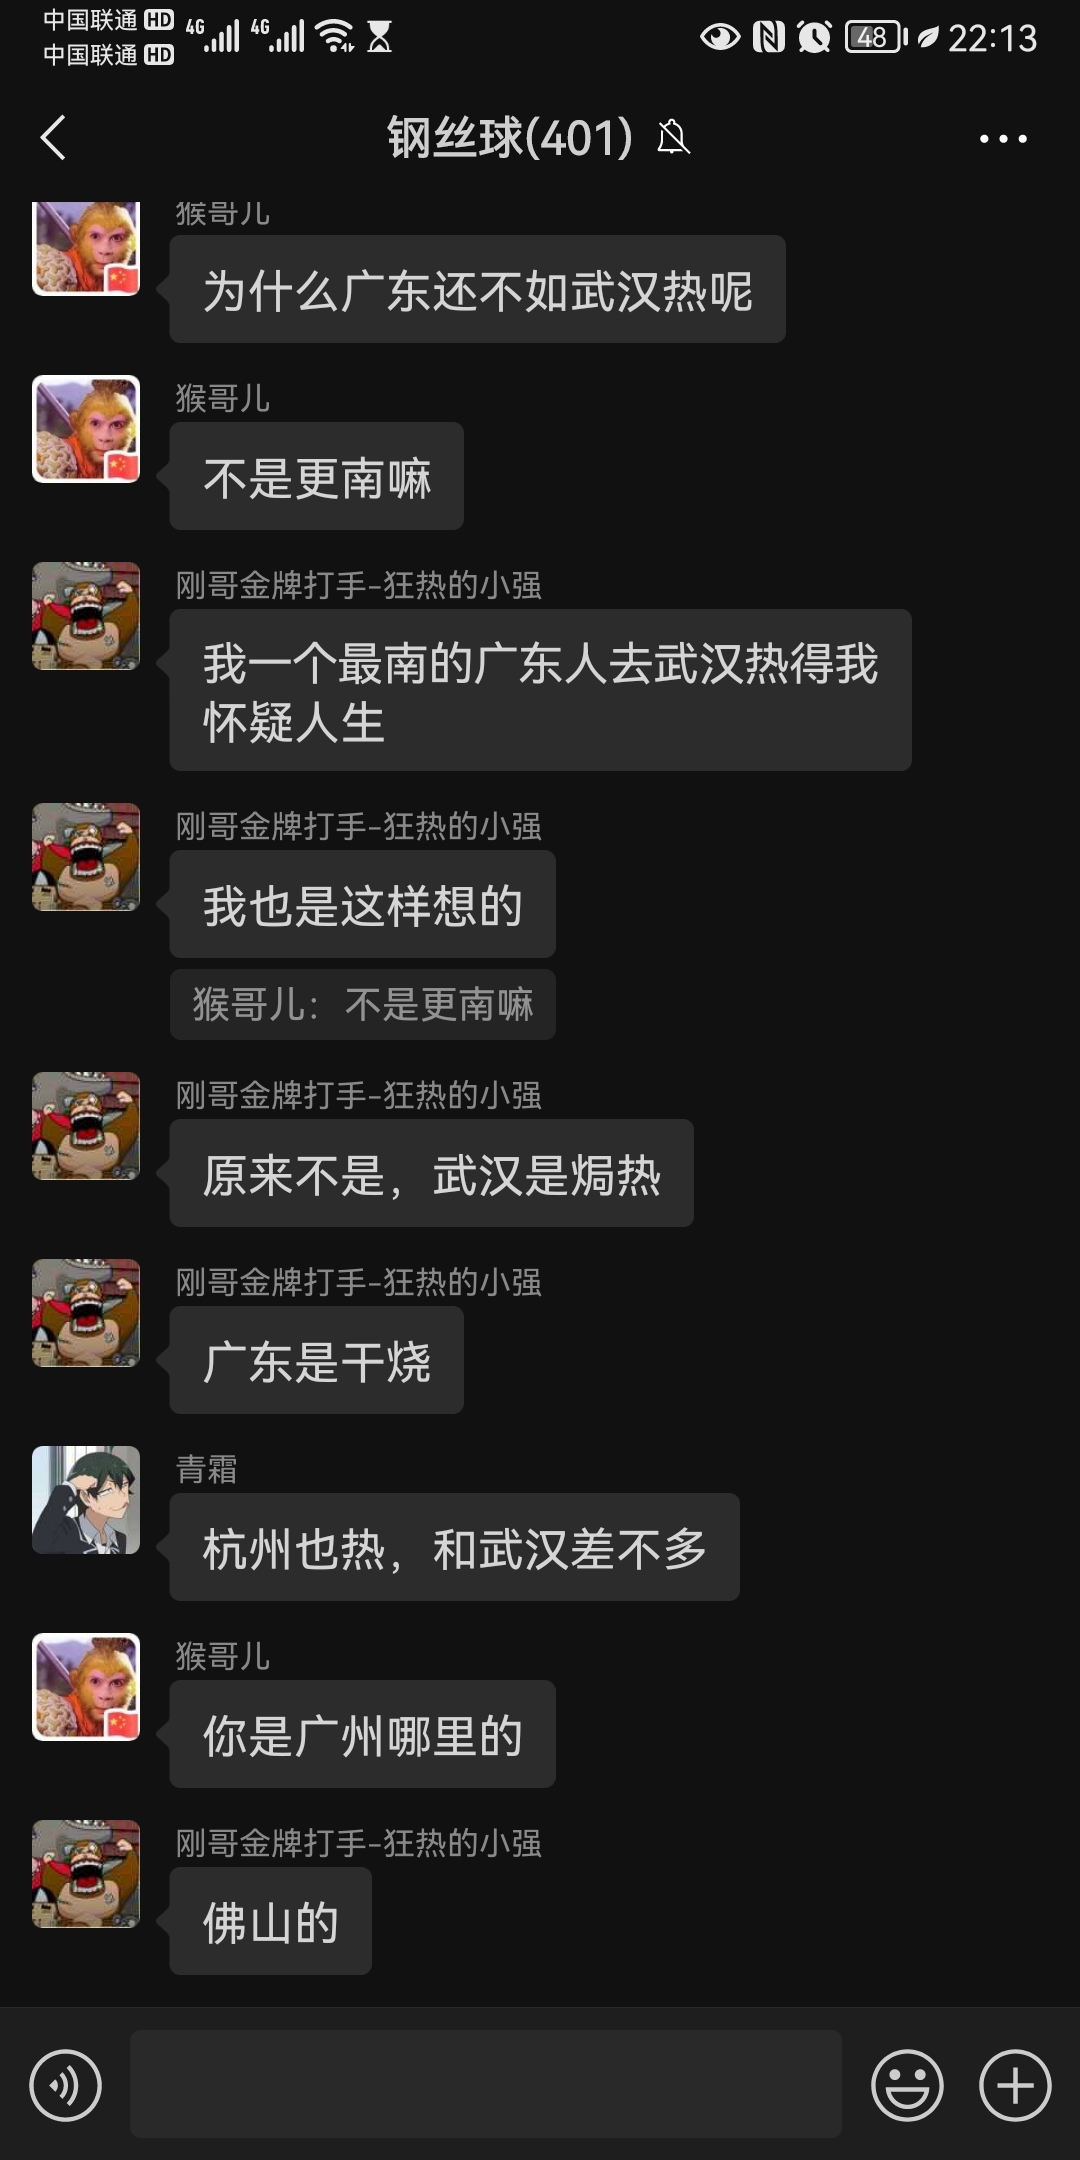 中国联通 HD 4G 4G 48 22:13
中国联通 HD
钢丝球(401)
猴哥儿
为什么广东还不如武汉热呢
猴哥儿
不是更南嘛
刚哥金牌打手-狂热的小强
我一个最南的广东人去武汉热得我
怀疑人生
刚哥金牌打手-狂热的小强
我也是这样想的
猴哥儿：不是更南嘛
刚哥金牌打手-狂热的小强
原来不是，武汉是焗热
刚哥金牌打手-狂热的小强
广东是干烧
青霜
杭州也热，和武汉差不多
猴哥儿
你是广州哪里的
刚哥金牌打手-狂热的小强
佛山的